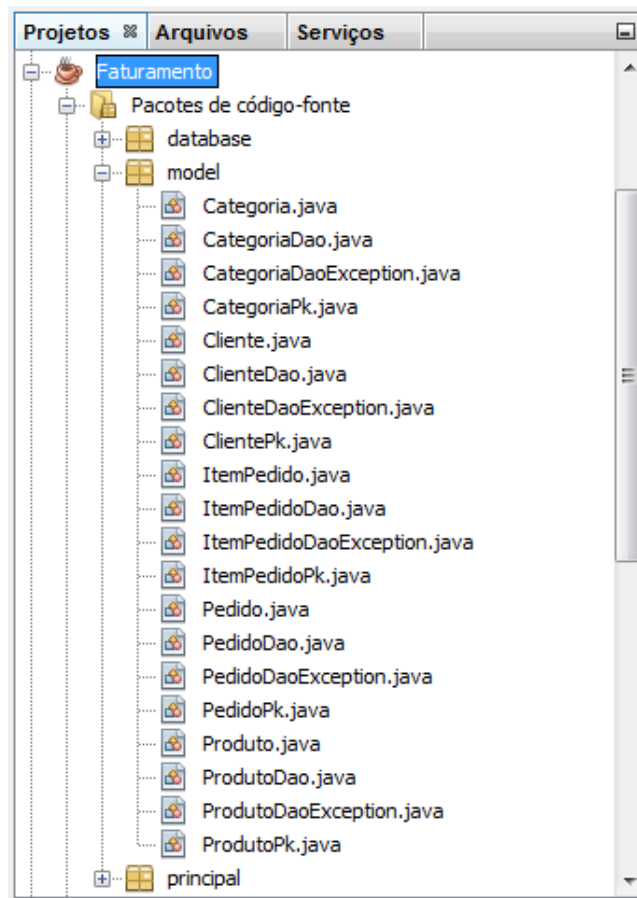 Projetos Arquivos Serviços
Faturamento
Pacotes de código-fonte
database
model
Categoria.java
CategoriaDao.java
CategoriaDaoException.java
CategoriaPk.java
Cliente.java
ClienteDao.java
ClienteDaoException.java
ClientePk.java
ItemPedido.java
ItemPedidoDao.java
ItemPedidoDaoException.java
ItemPedidoPk.java
Pedido.java
PedidoDao.java
PedidoDaoException.java
PedidoPk.java
Produto.java
ProdutoDao.java
ProdutoDaoException.java
ProdutoPk.java
principal